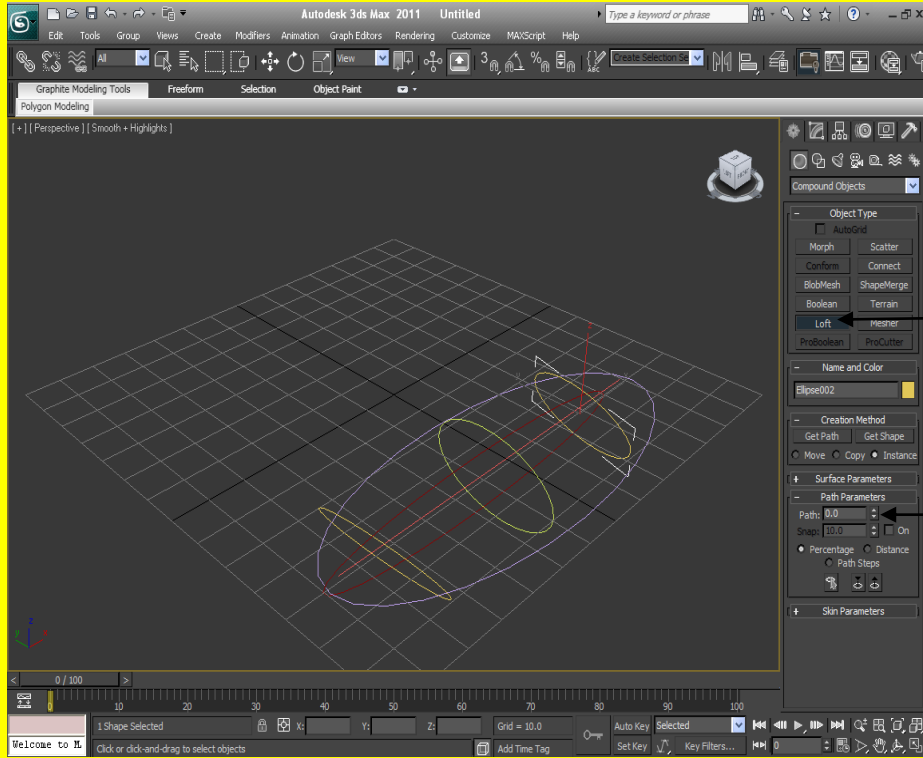 Autodesk 3ds Max 2011 Untitled
Type a keyword or phrase
Edit Tools Group Views Create Modifiers Animation Graph Editors Rendering Customize MAXScript Help
All
View
Create Selection Se
Graphite Modeling Tools Freeform Selection Object Paint
Polygon Modeling
[ + ] [ Perspective ] [ Smooth + Highlights ]
Compound Objects
Object Type
AutoGrid
Morph Scatter
Conform Connect
BlobMesh ShapeMerge
Boolean Terrain
Loft Mesher
ProBoolean ProCutter
Name and Color
Ellipse002
Creation Method
Get Path Get Shape
Move Copy Instance
Surface Parameters
Path Parameters
Path: 0.0
Snap: 10.0 On
Percentage Distance
Path Steps
Skin Parameters
0 / 100
0 10 20 30 40 50 60 70 80 90 100
1 Shape Selected X: Y: Z: Grid = 10.0 Auto Key Selected
Welcome to M Click or click-and-drag to select objects Add Time Tag Set Key Key Filters... 0